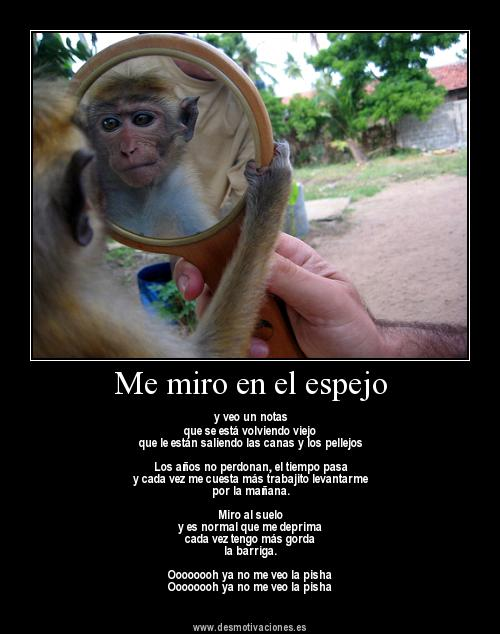 Me miro en el espejo
y veo un notas
que se está volviendo viejo
que le están saliendo las canas y los pellejos
Los años no perdonan, el tiempo pasa
y cada vez me cuesta más trabajito levantarme
por la mañana.
Miro al suelo
y es normal que me deprima
cada vez tengo más gorda
la barriga.
Oooooooh ya no me veo la pisha
Oooooooh ya no me veo la pisha
www.desmotivaciones.es